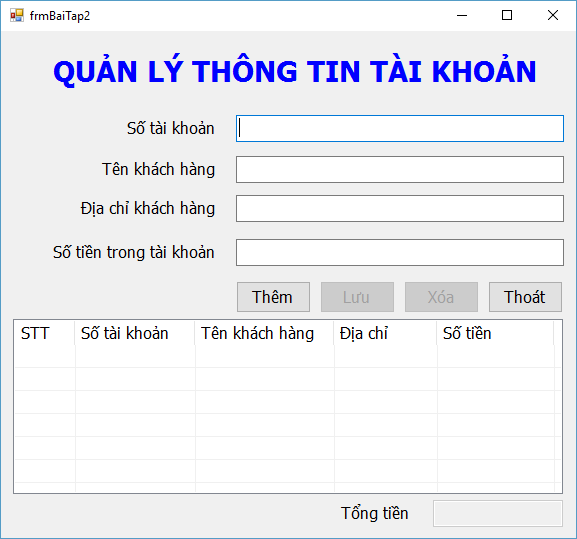 frmBaiTap2
QUẢN LÝ THÔNG TIN TÀI KHOẢN
Số tài khoản
Tên khách hàng
Địa chỉ khách hàng
Số tiền trong tài khoản
Thêm Lưu Xóa Thoát
STT Số tài khoản Tên khách hàng Địa chỉ Số tiền
Tổng tiền